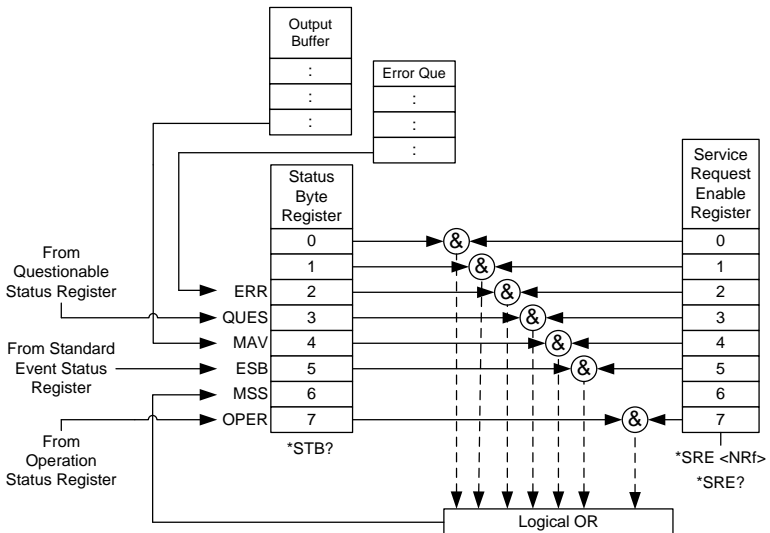 Output
Buffer
:
:
:
Error Que
:
:
:
Status
Byte
Register
0
1
2
3
4
5
6
7
*STB?
From
Questionable
Status Register
From Standard
Event Status
Register
From
Operation
Status Register
ERR
QUES
MAV
ESB
MSS
OPER
&
&
&
&
&
&
&
Service
Request
Enable
Register
0
1
2
3
4
5
6
7
*SRE <NRf>
*SRE?
Logical OR